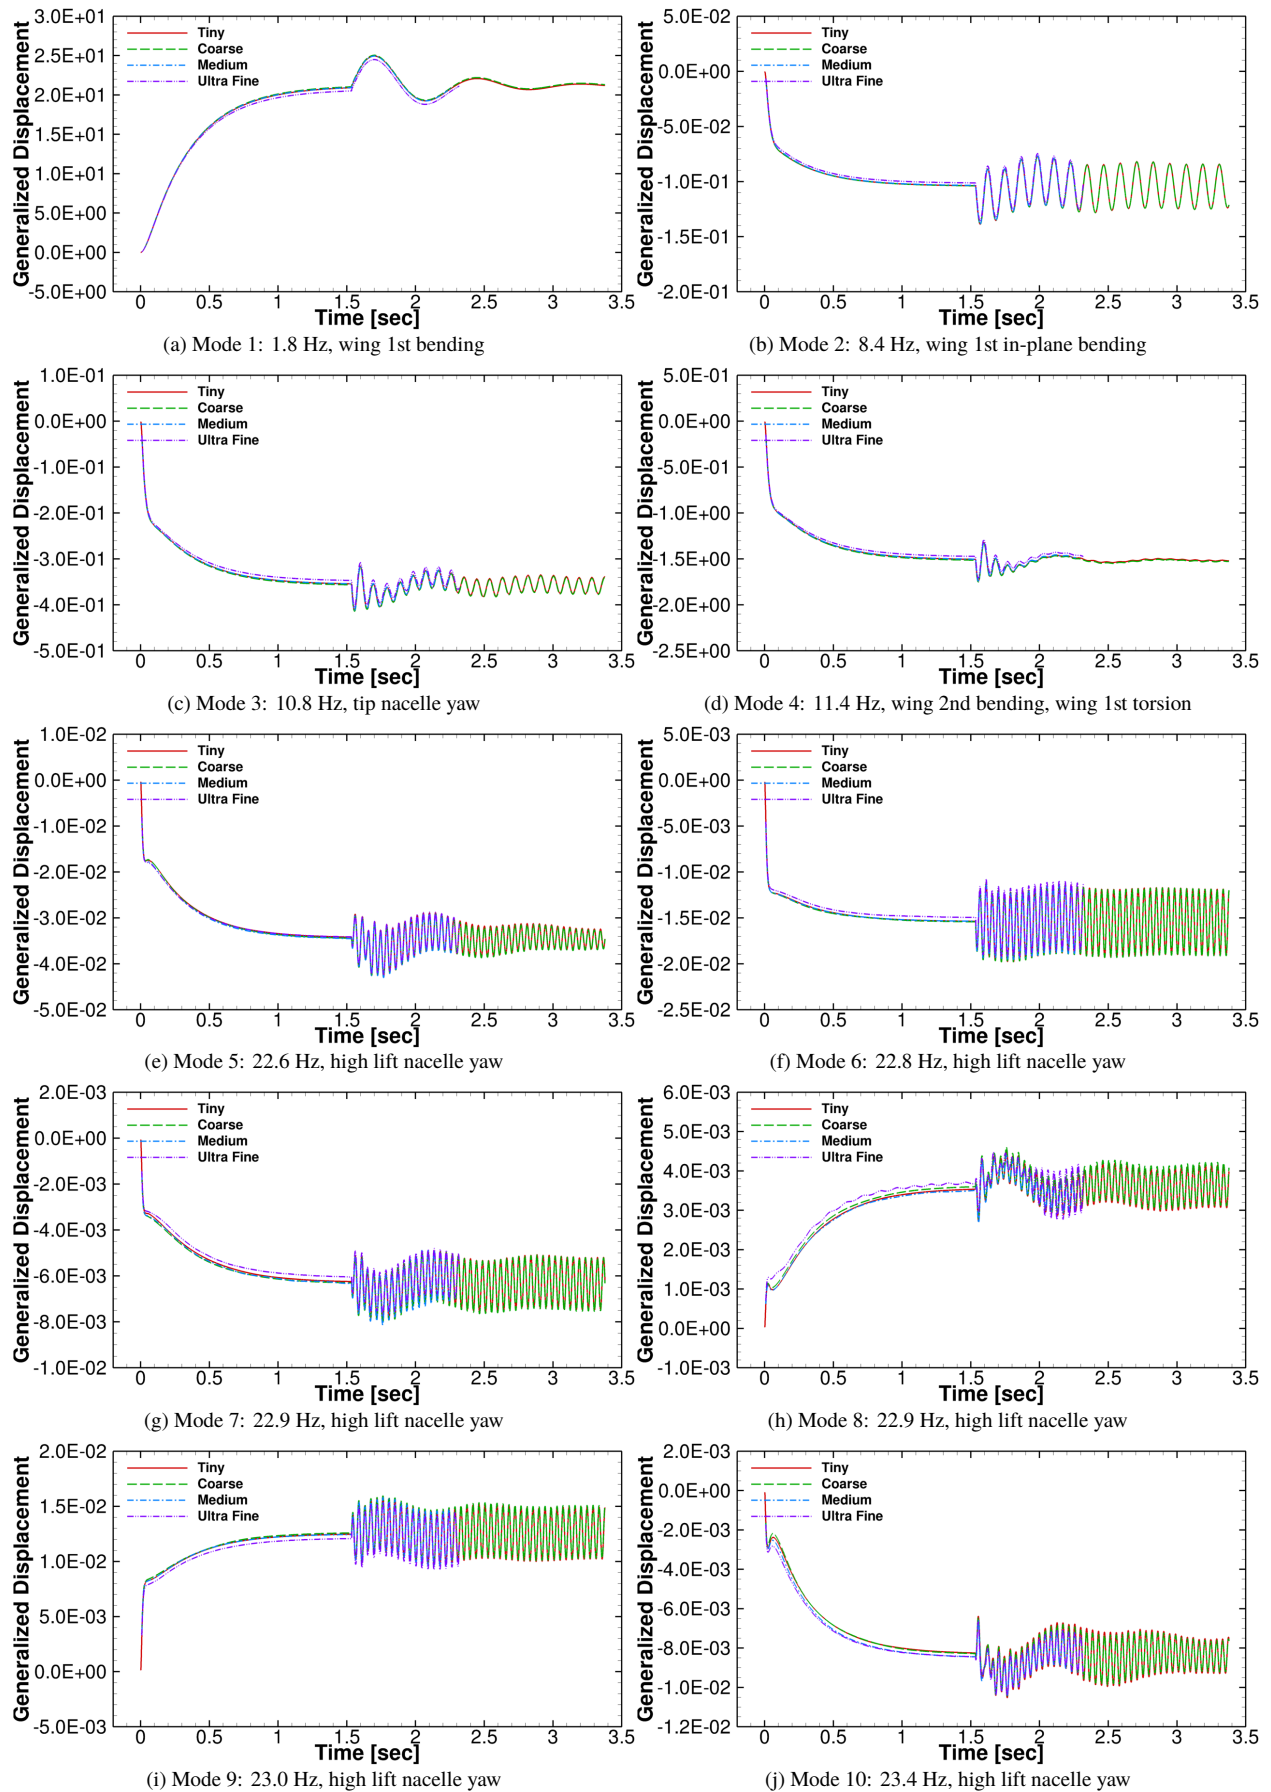 5.0E-02
3.0E+01
Tiny
Coarse
Medium
Ultra Fine
2.5E+01
2.0E+01
1.5E+01
1.0E+01
5.0E+00
0.0E+00
-5.0E+00
0 0.5 1 1.5 2 2.5 3 3.5
Generalized Displacement
Time [sec]
(a) Mode 1: 1.8 Hz, wing 1st bending
Tiny
Coarse
Medium
Ultra Fine
0.0E+00
-5.0E-02
-1.0E-01
-1.5E-01
-2.0E-01
0 0.5 1 1.5 2 2.5 3 3.5
Generalized Displacement
Time [sec]
(b) Mode 2: 8.4 Hz, wing 1st in-plane bending
Tiny
Coarse
Medium
Ultra Fine
1.0E-01
0.0E+00
-1.0E-01
-2.0E-01
-3.0E-01
-4.0E-01
-5.0E-01
0 0.5 1 1.5 2 2.5 3 3.5
Generalized Displacement
Time [sec]
(c) Mode 3: 10.8 Hz, tip nacelle yaw
Tiny
Coarse
Medium
Ultra Fine
5.0E-01
0.0E+00
-5.0E-01
-1.0E+00
-1.5E+00
-2.0E+00
-2.5E+00
0 0.5 1 1.5 2 2.5 3 3.5
Generalized Displacement
Time [sec]
(d) Mode 4: 11.4 Hz, wing 2nd bending, wing 1st torsion
Tiny
Coarse
Medium
Ultra Fine
1.0E-02
0.0E+00
-1.0E-02
-2.0E-02
-3.0E-02
-4.0E-02
-5.0E-02
0 0.5 1 1.5 2 2.5 3 3.5
Generalized Displacement
Time [sec]
(e) Mode 5: 22.6 Hz, high lift nacelle yaw
Tiny
Coarse
Medium
Ultra Fine
5.0E-03
0.0E+00
-5.0E-03
-1.0E-02
-1.5E-02
-2.0E-02
-2.5E-02
0 0.5 1 1.5 2 2.5 3 3.5
Generalized Displacement
Time [sec]
(f) Mode 6: 22.8 Hz, high lift nacelle yaw
Tiny
Coarse
Medium
Ultra Fine
2.0E-03
0.0E+00
-2.0E-03
-4.0E-03
-6.0E-03
-8.0E-03
-1.0E-02
0 0.5 1 1.5 2 2.5 3 3.5
Generalized Displacement
Time [sec]
(g) Mode 7: 22.9 Hz, high lift nacelle yaw
Tiny
Coarse
Medium
Ultra Fine
6.0E-03
5.0E-03
4.0E-03
3.0E-03
2.0E-03
1.0E-03
0.0E+00
-1.0E-03
0 0.5 1 1.5 2 2.5 3 3.5
Generalized Displacement
Time [sec]
(h) Mode 8: 22.9 Hz, high lift nacelle yaw
Tiny
Coarse
Medium
Ultra Fine
2.0E-02
1.5E-02
1.0E-02
5.0E-03
0.0E+00
-5.0E-03
0 0.5 1 1.5 2 2.5 3 3.5
Generalized Displacement
Time [sec]
(i) Mode 9: 23.0 Hz, high lift nacelle yaw
Tiny
Coarse
Medium
Ultra Fine
2.0E-03
0.0E+00
-2.0E-03
-4.0E-03
-6.0E-03
-8.0E-03
-1.0E-02
-1.2E-02
0 0.5 1 1.5 2 2.5 3 3.5
Generalized Displacement
Time [sec]
(j) Mode 10: 23.4 Hz, high lift nacelle yaw